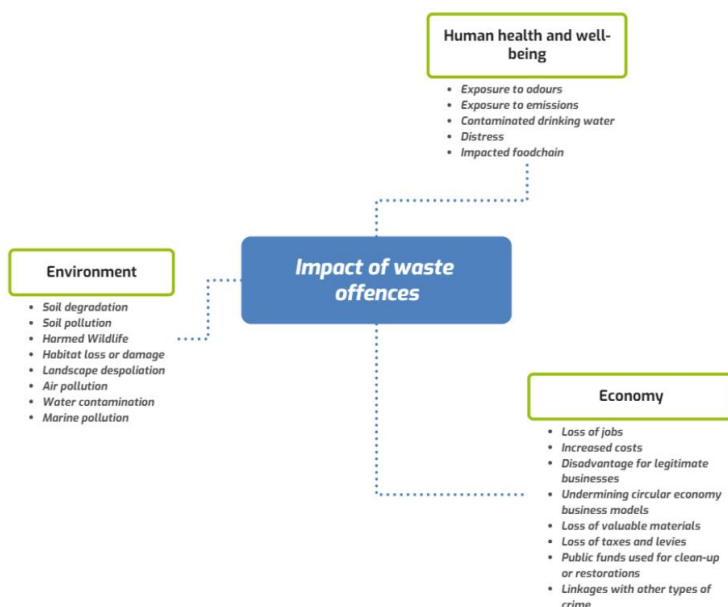 Human health and well-
being
• Exposure to odours
• Exposure to emissions
• Contaminated drinking water
• Distress
• Impacted foodchain
Impact of waste
offences
Environment
• Soil degradation
• Soil pollution
• Harmed Wildlife
• Habitat loss or damage
• Landscape despoliation
• Air pollution
• Water contamination
• Marine pollution
Economy
• Loss of jobs
• Increased costs
• Disadvantage for legitimate
businesses
• Undermining circular economy
business models
• Loss of valuable materials
• Loss of taxes and levies
• Public funds used for clean-up
or restorations
• Linkages with other types of
crime